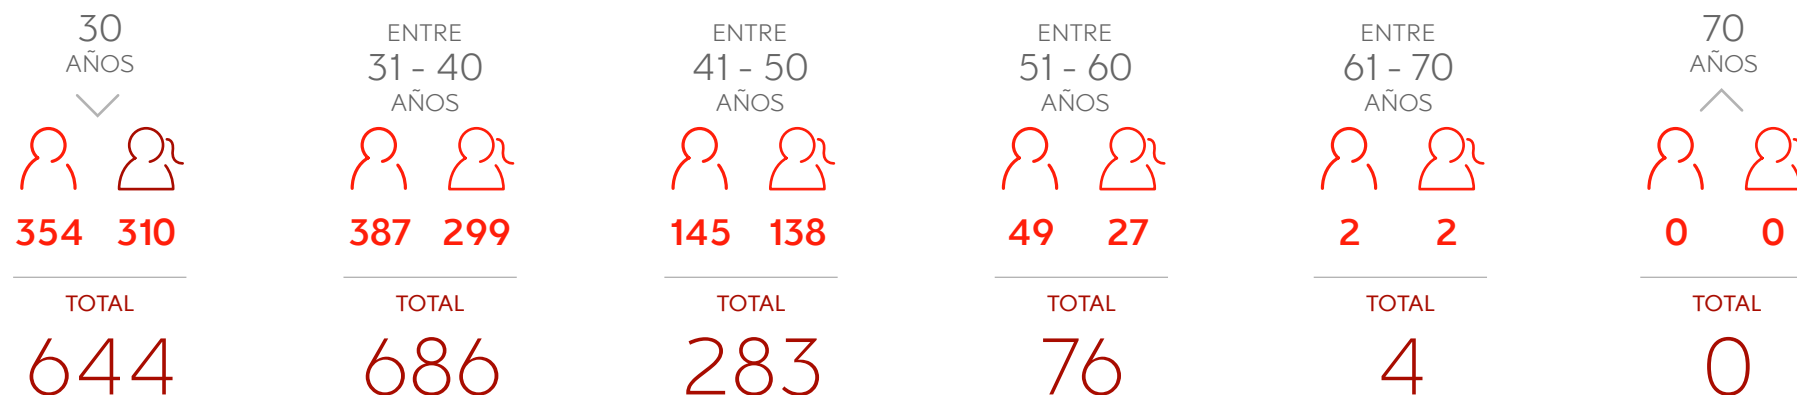 30
AÑOS
354 310
TOTAL
644
ENTRE
31 - 40
AÑOS
387 299
TOTAL
686
ENTRE
41 - 50
AÑOS
145 138
TOTAL
283
ENTRE
51 - 60
AÑOS
49 27
TOTAL
76
ENTRE
61 - 70
AÑOS
2 2
TOTAL
4
70
AÑOS
0 0
TOTAL
0